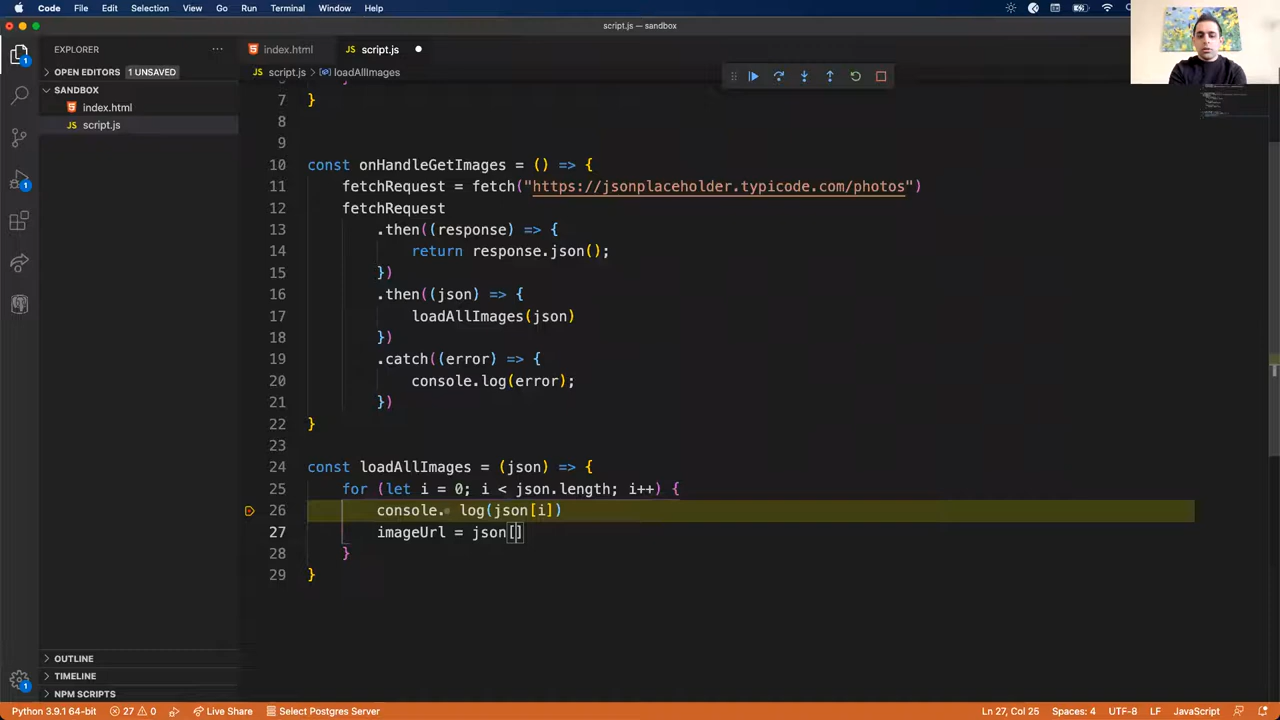 Code File Edit Selection View Go Run Terminal Window Help
script.js — sandbox
EXPLORER
index.html
script.js
OPEN EDITORS 1 UNSAVED
script.js > loadAllImages
SANDBOX
index.html
script.js
7 }
8
9
10 const onHandleGetImages = () => {
11 fetchRequest = fetch("https://jsonplaceholder.typicode.com/photos")
12 fetchRequest
13 .then((response) => {
14 return response.json();
15 })
16 .then((json) => {
17 loadAllImages(json)
18 })
19 .catch((error) => {
20 console.log(error);
21 })
22 }
23
24 const loadAllImages = (json) => {
25 for (let i = 0; i < json.length; i++) {
26 console. log(json[i])
27 imageUrl = json[]
28 }
29 }
OUTLINE
TIMELINE
NPM SCRIPTS
Python 3.9.1 64-bit 27 0 Live Share Select Postgres Server Ln 27, Col 25 Spaces: 4 UTF-8 LF JavaScript